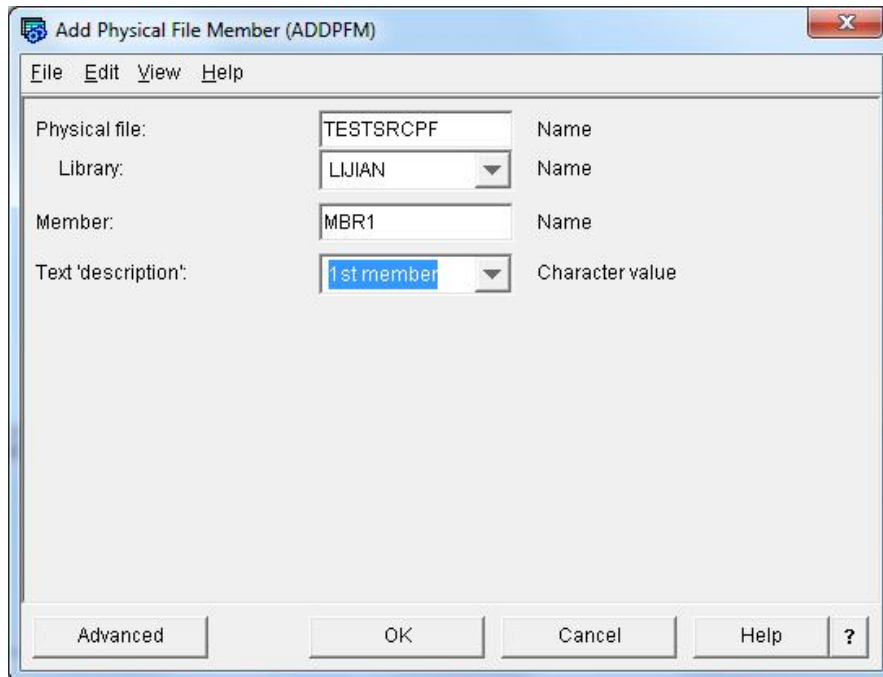 Add Physical File Member (ADDPFM)
File Edit View Help
Physical file: TESTSRCPF Name
Library: LIJIAN Name
Member: MBR1 Name
Text 'description': 1st member Character value
Advanced OK Cancel Help ?